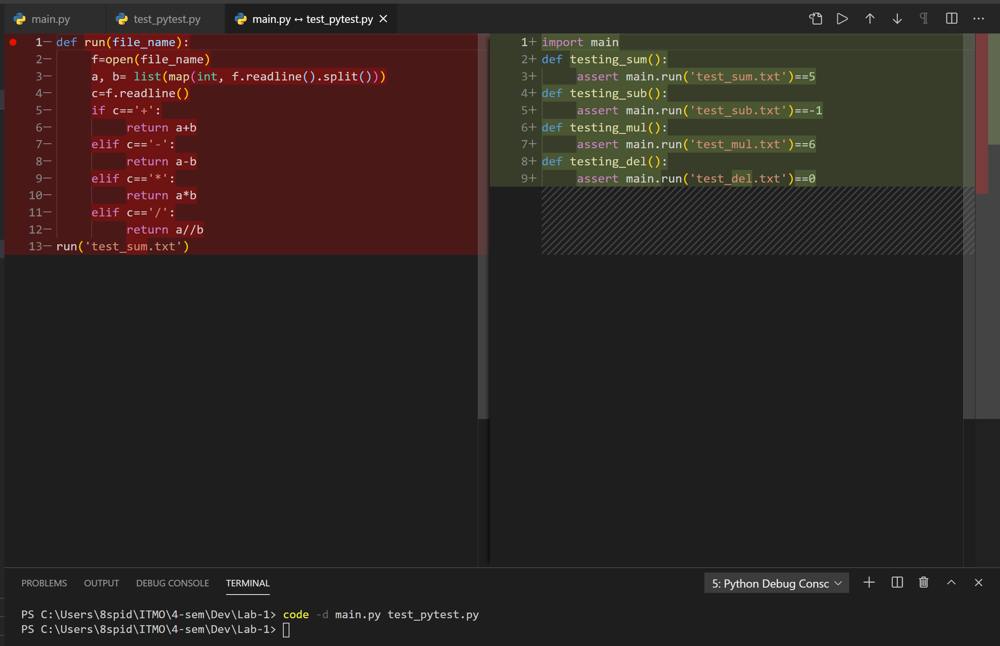 main.py test_pytest.py main.py ↔ test_pytest.py
1 def run(file_name):
2     f=open(file_name)
3     a, b= list(map(int, f.readline().split()))
4     c=f.readline()
5     if c=='+':
6         return a+b
7     elif c=='-':
8         return a-b
9     elif c=='*':
10         return a*b
11     elif c=='/':
12         return a//b
13 run('test_sum.txt')
1+ import main
2+ def testing_sum():
3+     assert main.run('test_sum.txt')==5
4+ def testing_sub():
5+     assert main.run('test_sub.txt')==-1
6+ def testing_mul():
7+     assert main.run('test_mul.txt')==6
8+ def testing_del():
9+     assert main.run('test_del.txt')==0
PROBLEMS OUTPUT DEBUG CONSOLE TERMINAL 5: Python Debug Consc
PS C:\Users\8spid\ITMO\4-sem\Dev\Lab-1> code -d main.py test_pytest.py
PS C:\Users\8spid\ITMO\4-sem\Dev\Lab-1>